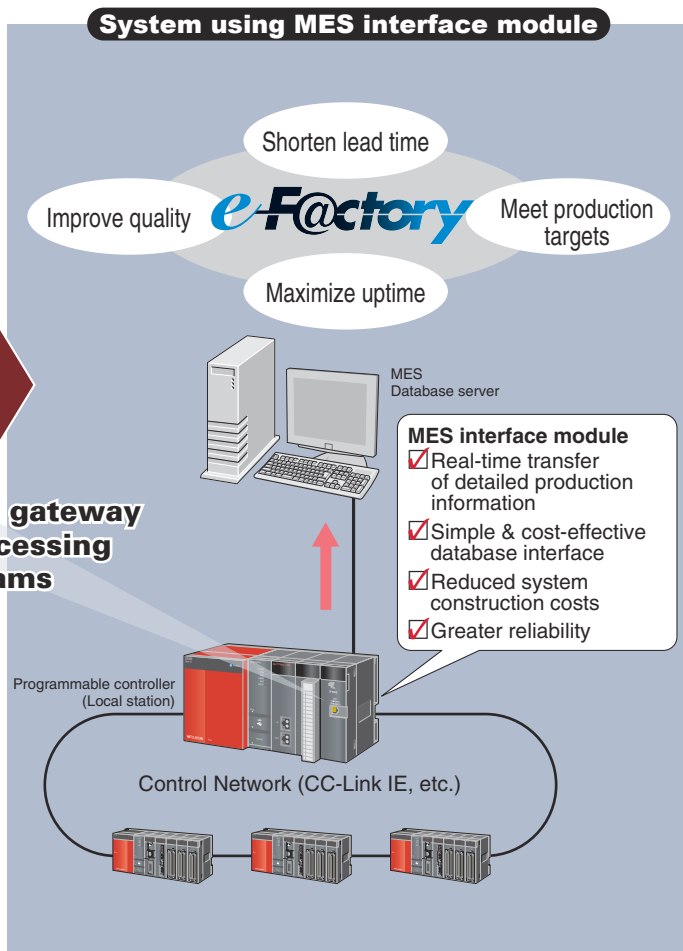 System using MES interface module
Shorten lead time
Improve quality
e-F@ctory
Meet production
targets
Maximize uptime
MES
Database server
MES interface module
Real-time transfer
of detailed production
information
Simple & cost-effective
database interface
Reduced system
construction costs
Greater reliability
gateway
cessing
ams
Programmable controller
(Local station)
MITSUBISHI
Control Network (CC-Link IE, etc.)